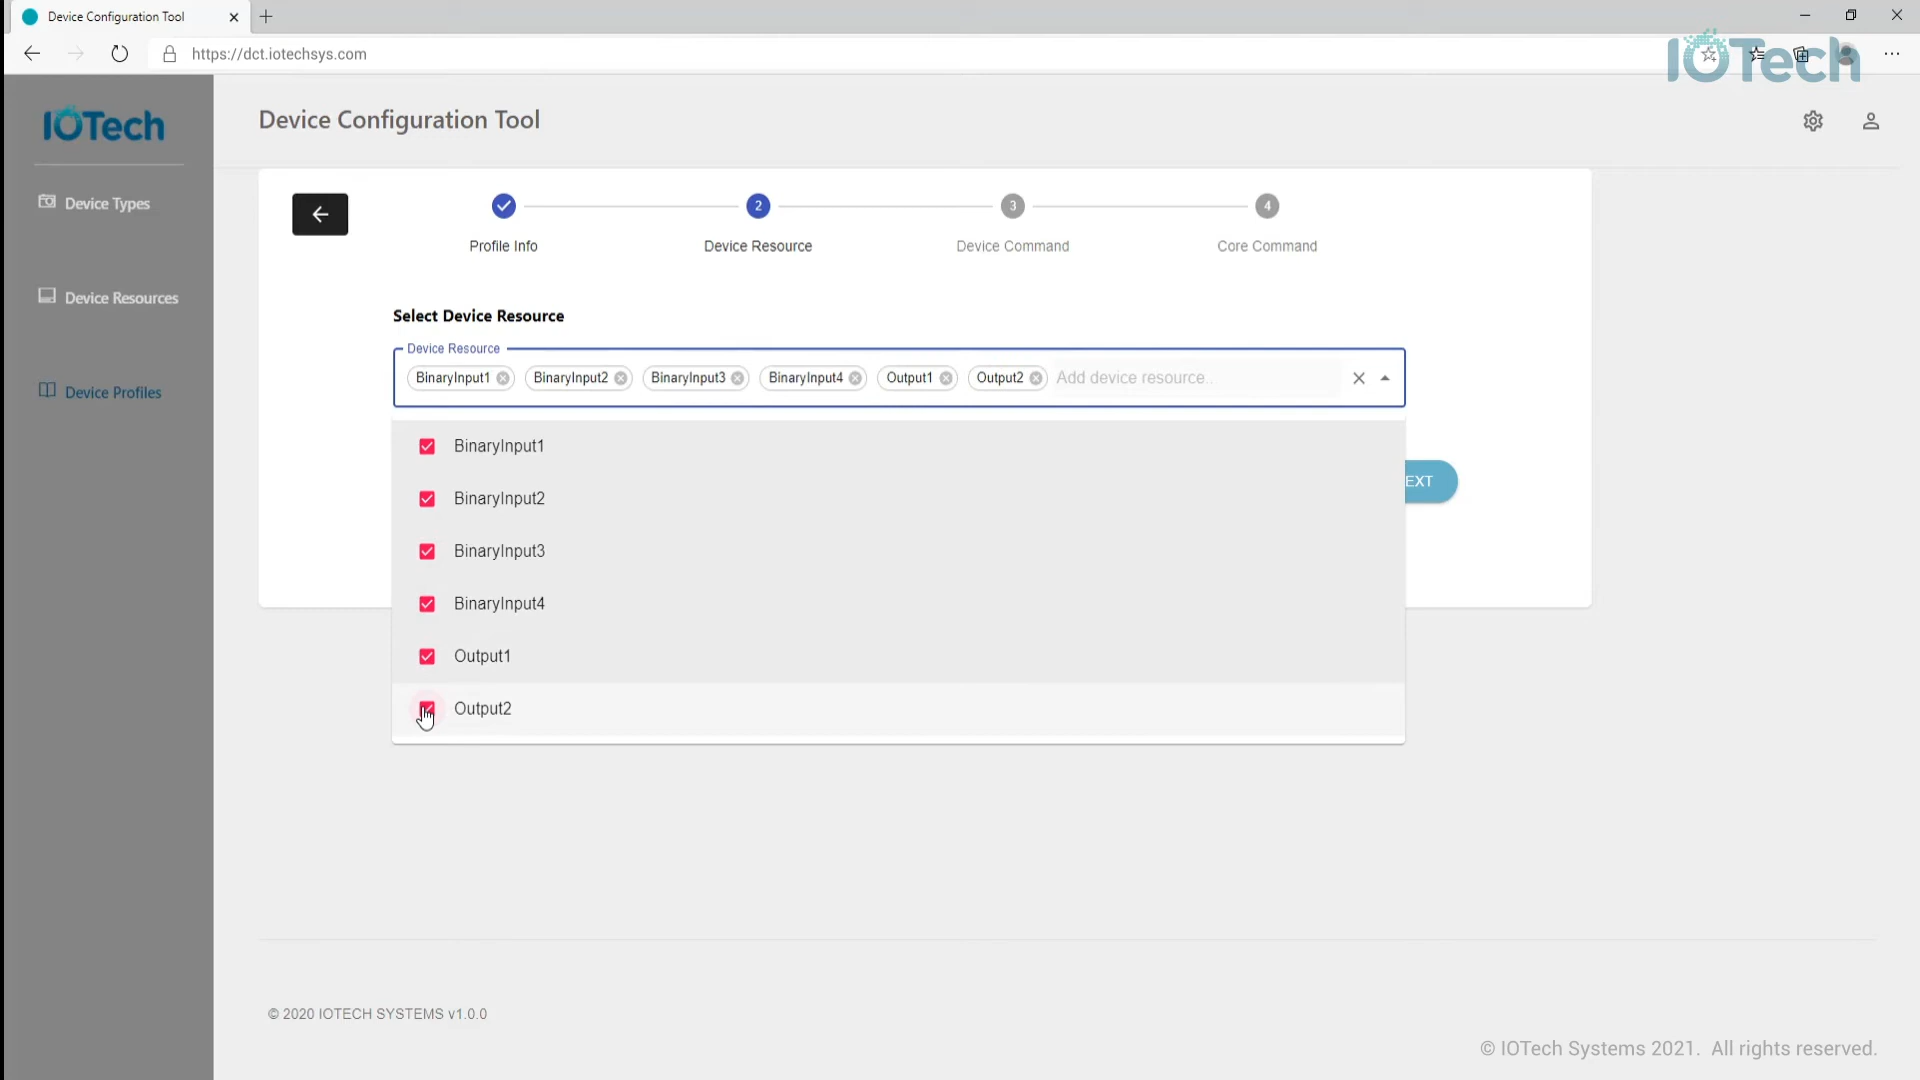 Device Configuration Tool
https://dct.iotechsys.com
IOTech
IOTech
Device Configuration Tool
Device Types
Device Resources
Device Profiles
2
3
4
Profile Info
Device Resource
Device Command
Core Command
Select Device Resource
Device Resource
BinaryInput1 BinaryInput2 BinaryInput3 BinaryInput4 Output1 Output2 Add device resource..
BinaryInput1
EXT
BinaryInput2
BinaryInput3
BinaryInput4
Output1
Output2
© 2020 IOTECH SYSTEMS v1.0.0
© IOTech Systems 2021. All rights reserved.